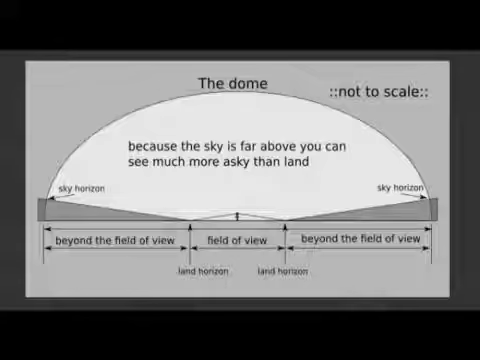 The dome
::not to scale::
because the sky is far above you can
see much more asky than land
sky horizon
sky horizon
beyond the field of view
field of view
beyond the field of view
land horizon
land horizon